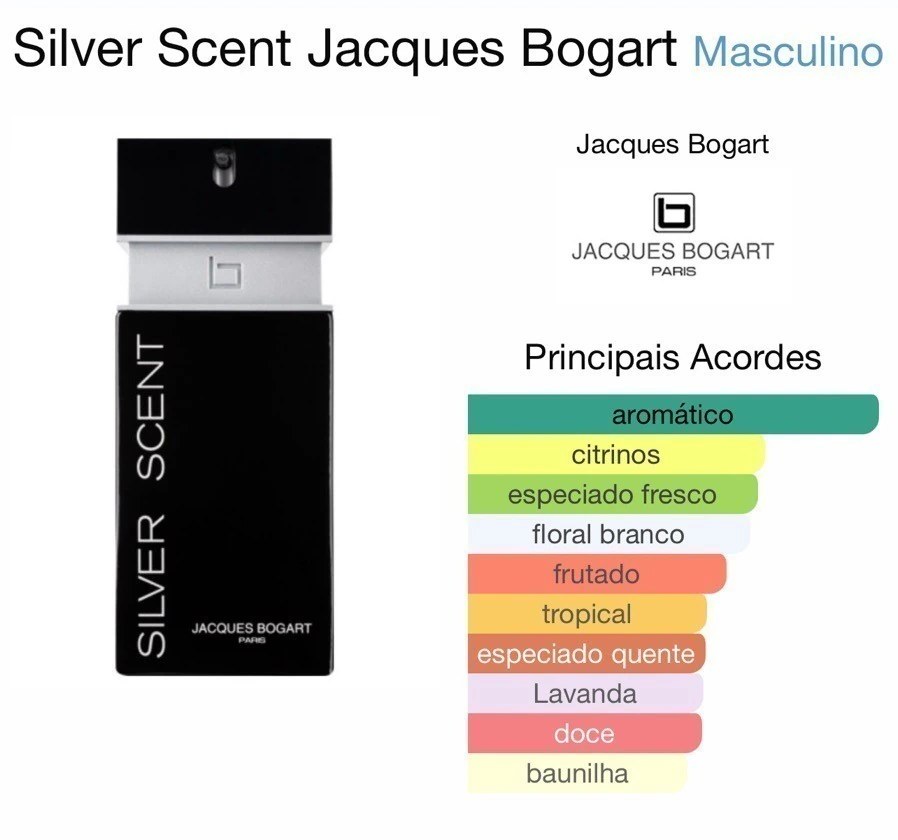 Silver Scent Jacques Bogart Masculino
SILVER SCENT
JACQUES BOGART
PARIS
Jacques Bogart
JACQUES BOGART
PARIS
Principais Acordes
aromático
citrinos
especiado fresco
floral branco
frutado
tropical
especiado quente
Lavanda
doce
baunilha